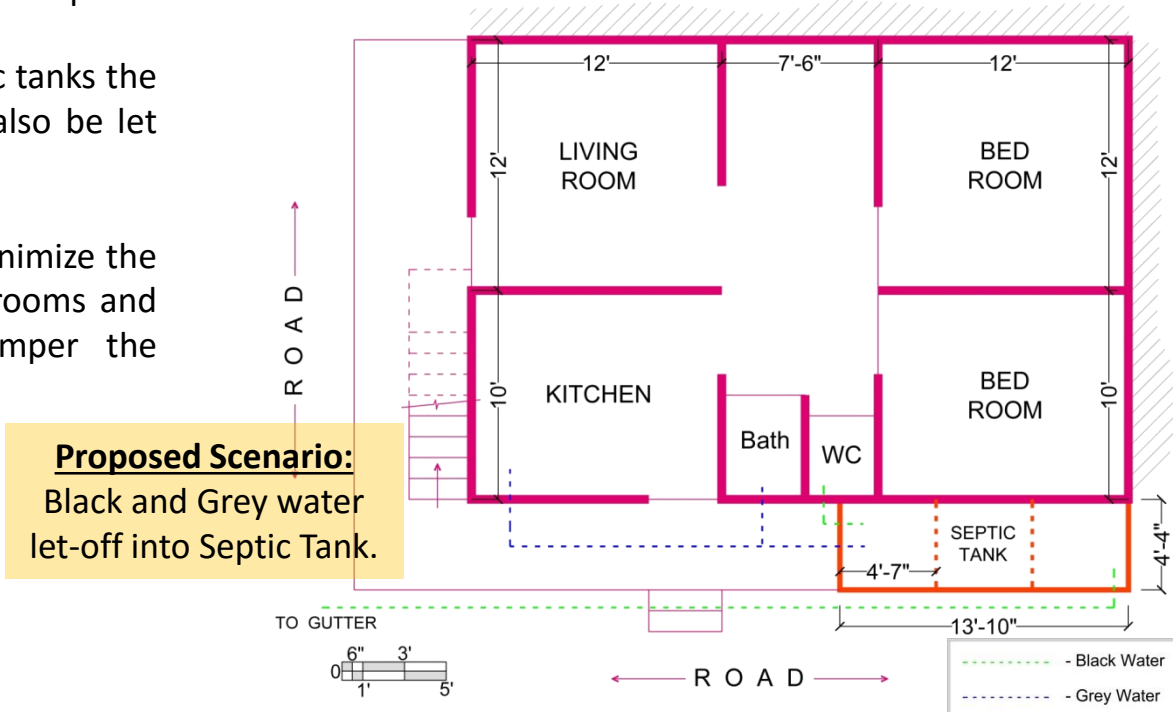 c tanks the
also be let
nimize the
rooms and
mper the
Proposed Scenario:
Black and Grey water
let-off into Septic Tank.
12'
7'-6"
12'
LIVING
ROOM
12'
BED
ROOM
12'
ROAD
KITCHEN
10'
BED
ROOM
10'
Bath
WC
SEPTIC
TANK
4'-4"
4'-7"
13'-10"
TO GUTTER
0
6"
3'
1'
5'
ROAD
- Black Water
- Grey Water